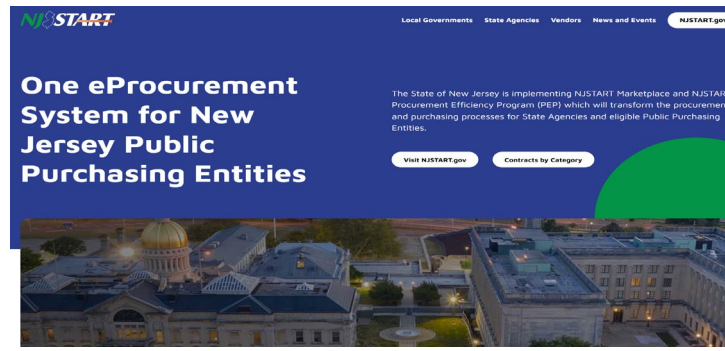 NJSTART
Local Governments State Agencies Vendors News and Events NJSTART.gov
One eProcurement
System for New
Jersey Public
Purchasing Entities
The State of New Jersey is implementing NJSTART Marketplace and NJSTAR
Procurement Efficiency Program (PEP) which will transform the procuremen
and purchasing processes for State Agencies and eligible Public Purchasing
Entities.
Visit NJSTART.gov Contracts by Category